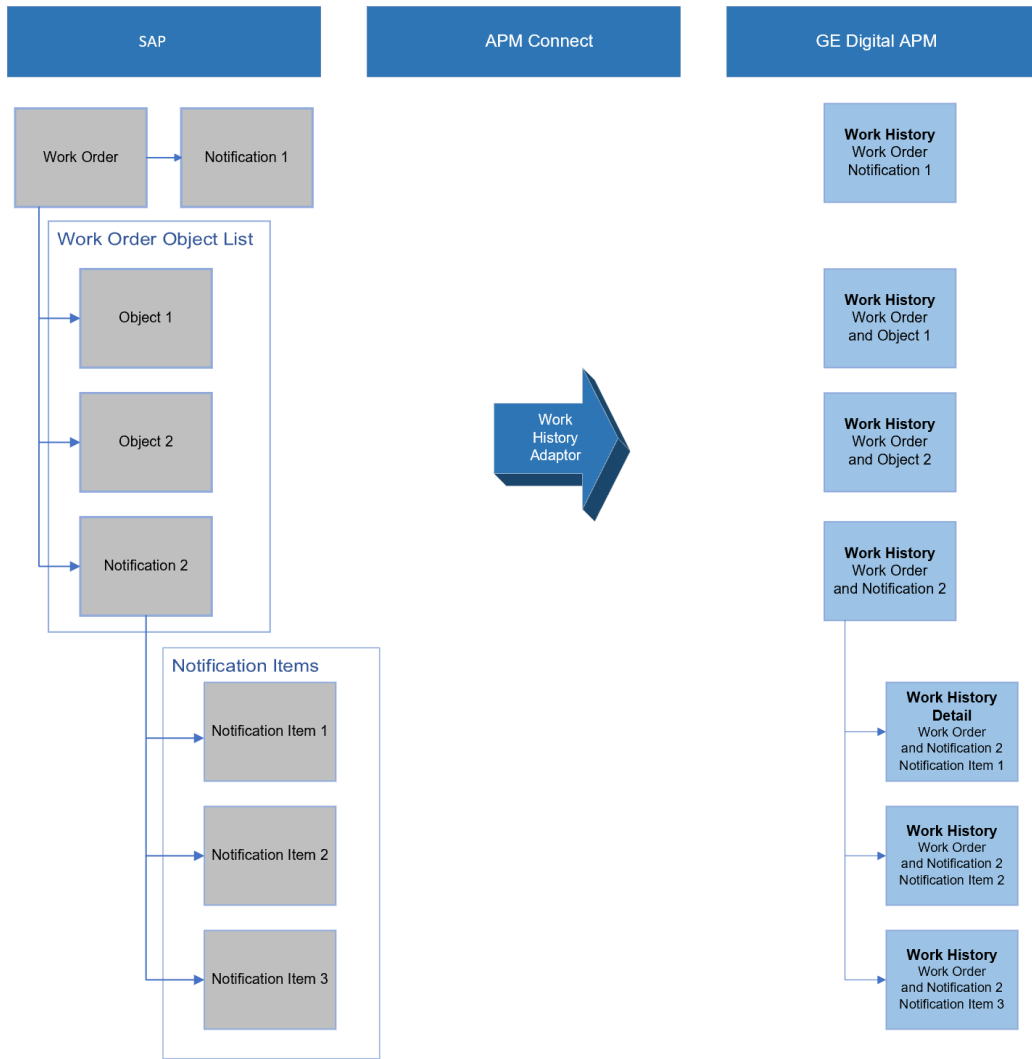 SAP
APM Connect
GE Digital APM
Work Order
Notification 1
Work History
Work Order
Notification 1
Work Order Object List
Object 1
Work History
Work Order
and Object 1
Object 2
Work
History
Adaptor
Work History
Work Order
and Object 2
Notification 2
Work History
Work Order
and Notification 2
Notification Items
Notification Item 1
Work History
Detail
Work Order
and Notification 2
Notification Item 1
Notification Item 2
Work History
Work Order
and Notification 2
Notification Item 2
Notification Item 3
Work History
Work Order
and Notification 2
Notification Item 3